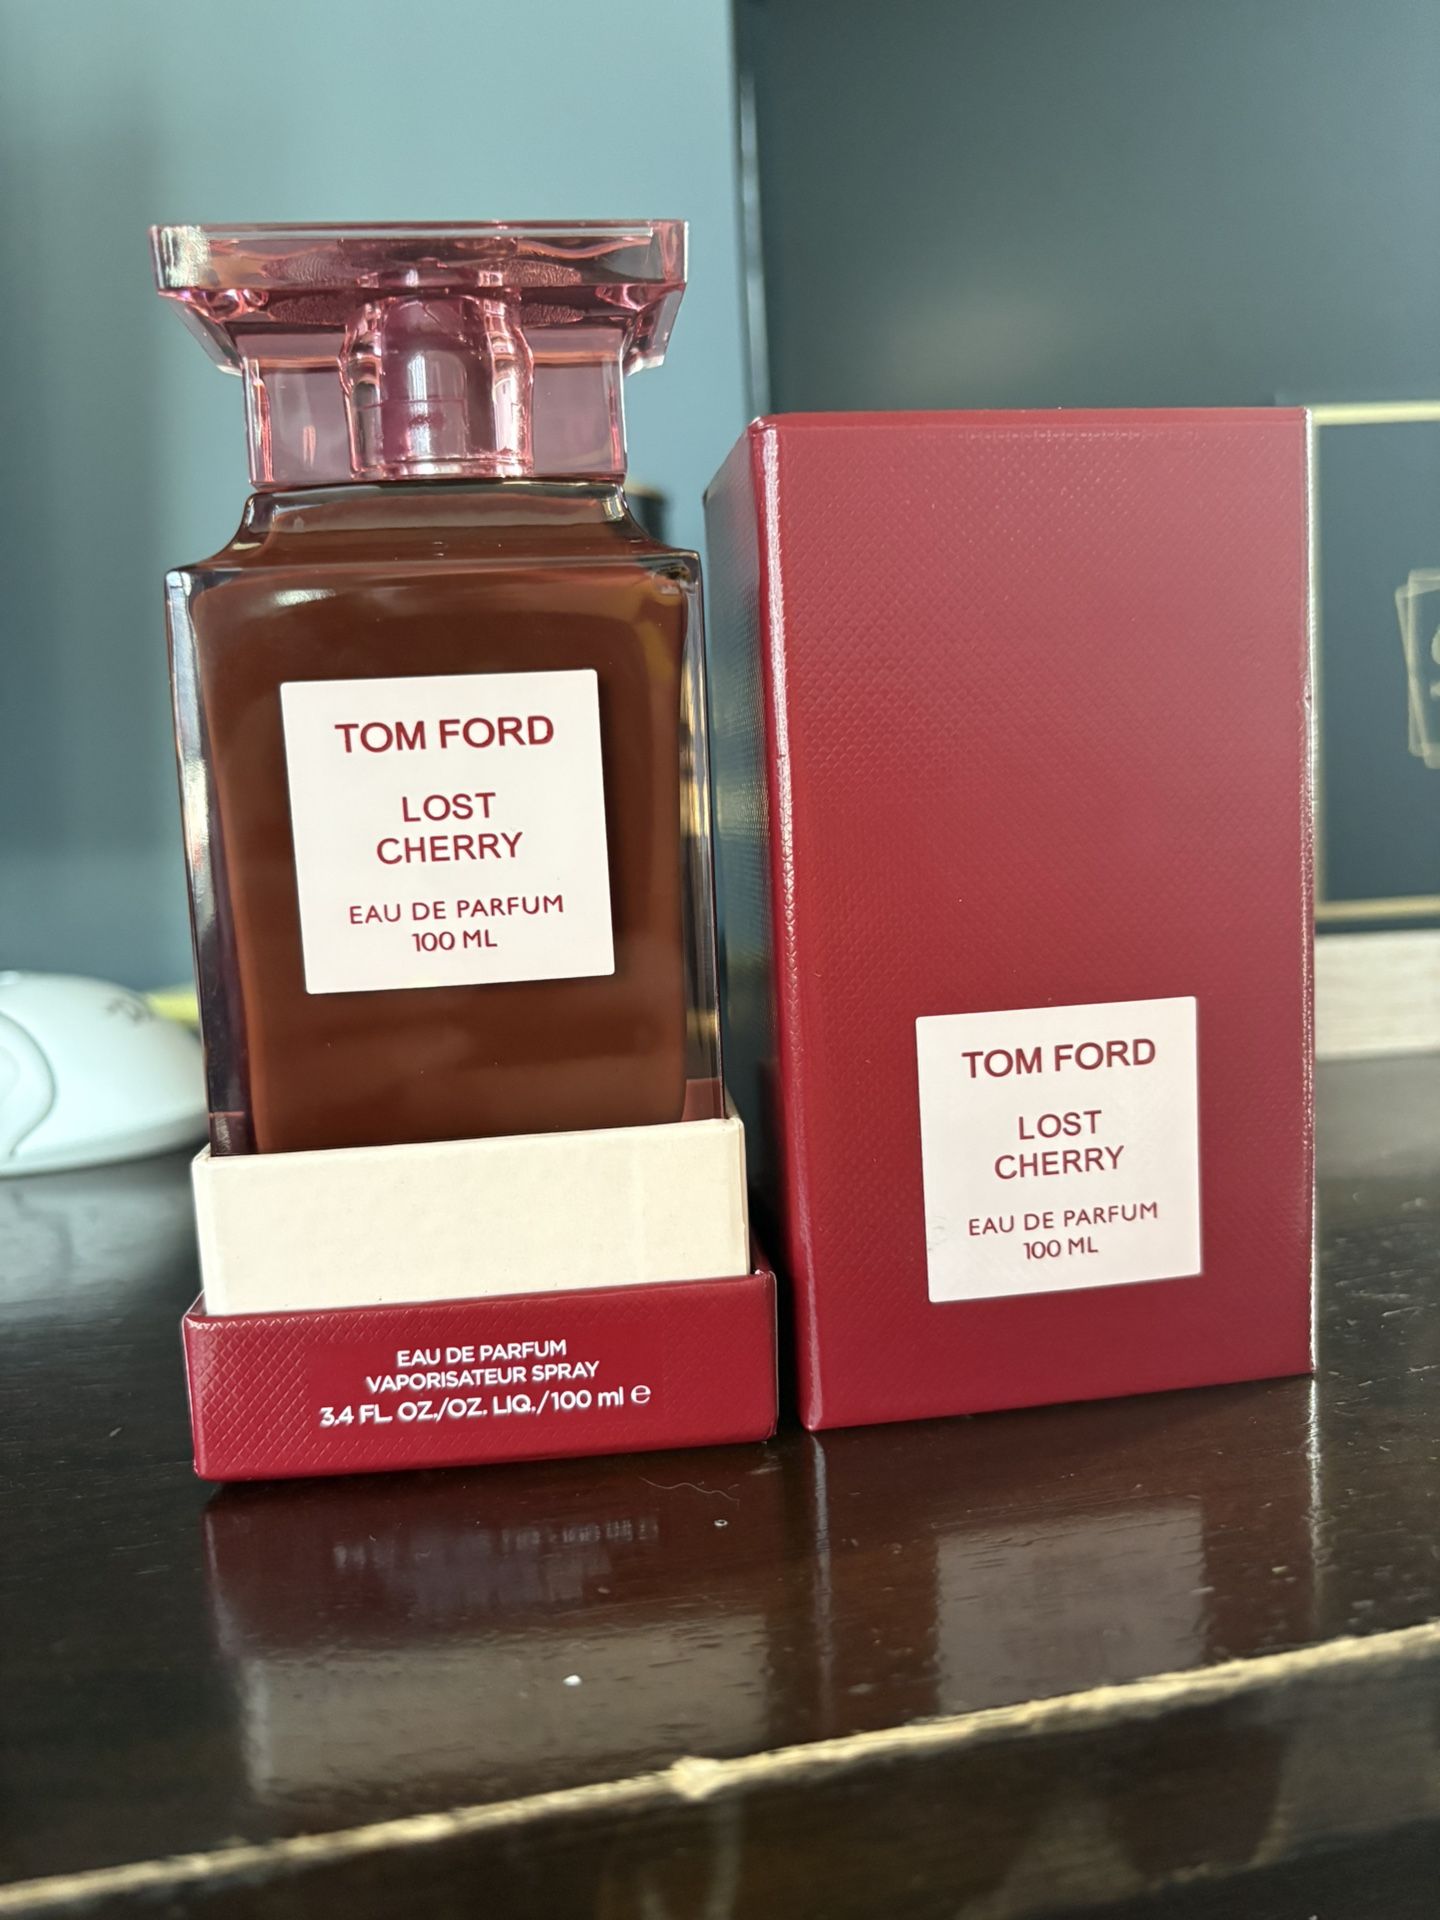 TOM FORD
LOST
CHERRY
EAU DE PARFUM
100 ML
EAU DE PARFUM
VAPORISATEUR SPRAY
3.4 FL. OZ./OZ. LIQ./100 ml ℮
TOM FORD
LOST
CHERRY
EAU DE PARFUM
100 ML